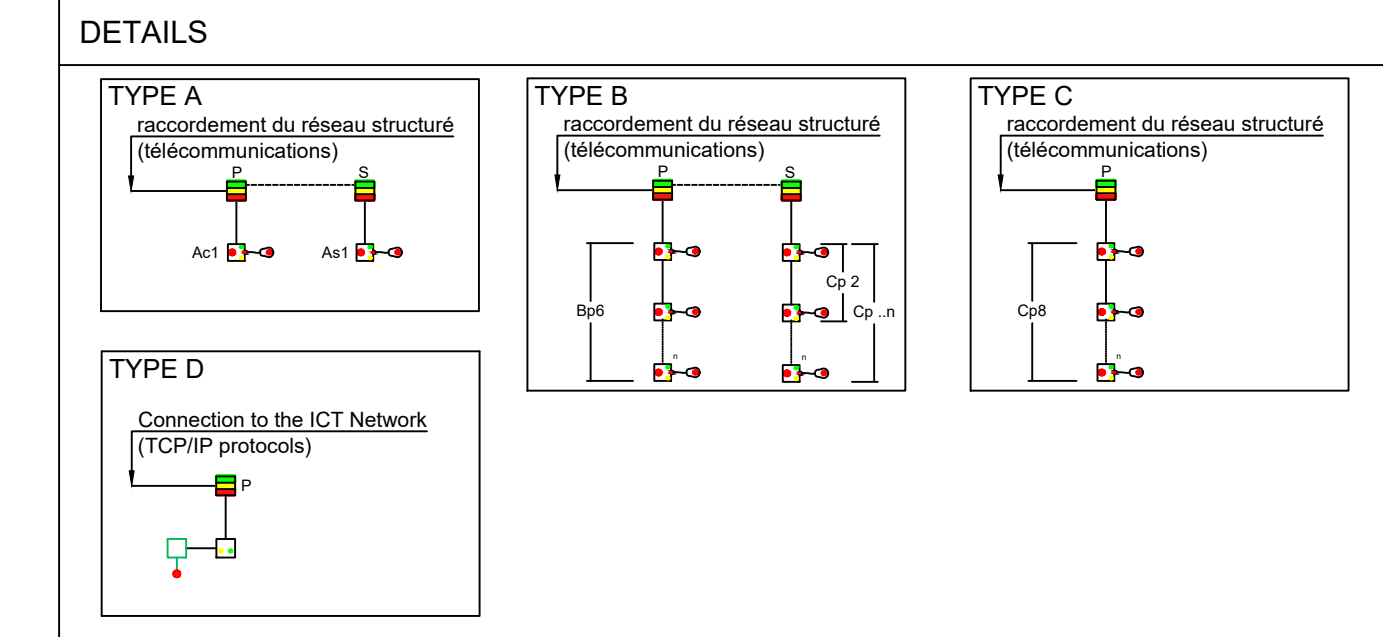 DETAILS
TYPE A
raccordement du réseau structuré
(télécommunications)
P
S
Ac1
As1
TYPE B
raccordement du réseau structuré
(télécommunications)
P
S
Bp6
Cp 2
Cp ..n
n
n
TYPE C
raccordement du réseau structuré
(télécommunications)
P
Cp8
n
TYPE D
Connection to the ICT Network
(TCP/IP protocols)
P